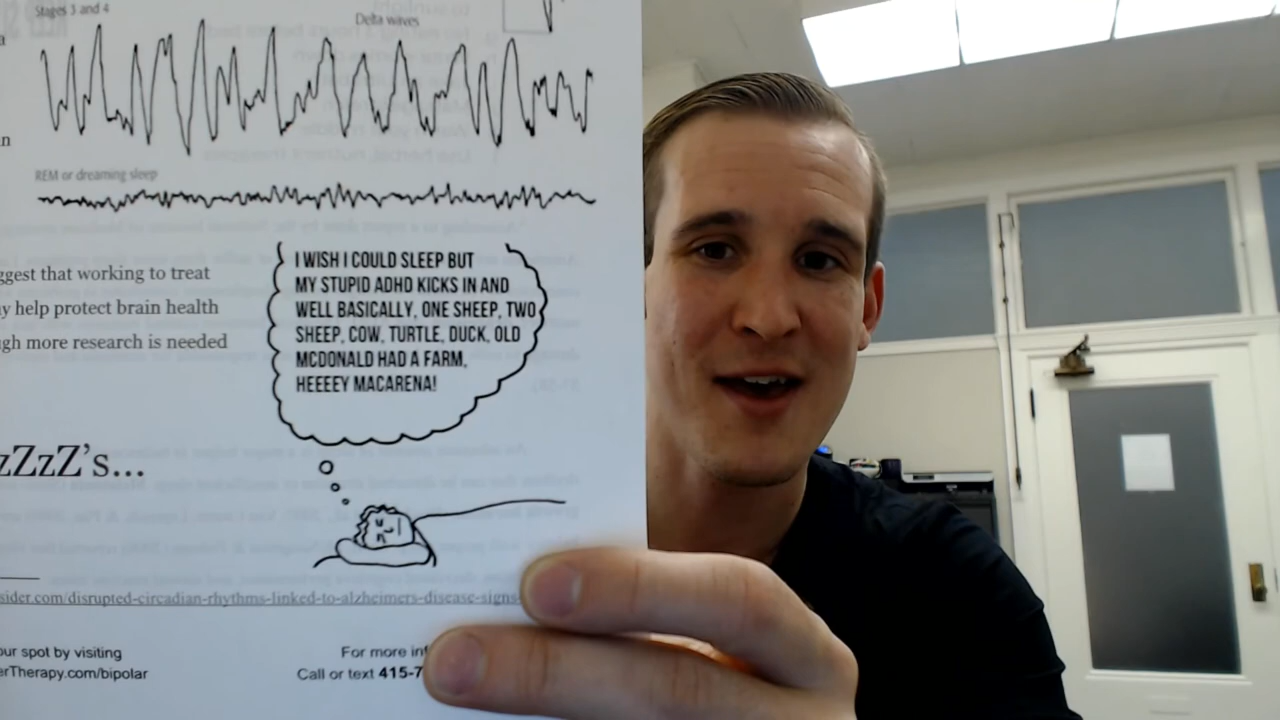 Stages 3 and 4
Delta waves
a
n
REM or dreaming sleep
ggest that working to treat
y help protect brain health
gh more research is needed
I WISH I COULD SLEEP BUT
MY STUPID ADHD KICKS IN AND
WELL BASICALLY, ONE SHEEP, TWO
SHEEP, COW, TURTLE, DUCK, OLD
MCDONALD HAD A FARM,
HEEEEY MACARENA!
zZzZ's...
sider.com/disrupted-circadian-rhythms-linked-to-alzheimers-disease-signs-
our spot by visiting
erTherapy.com/bipolar
For more inf
Call or text 415-7